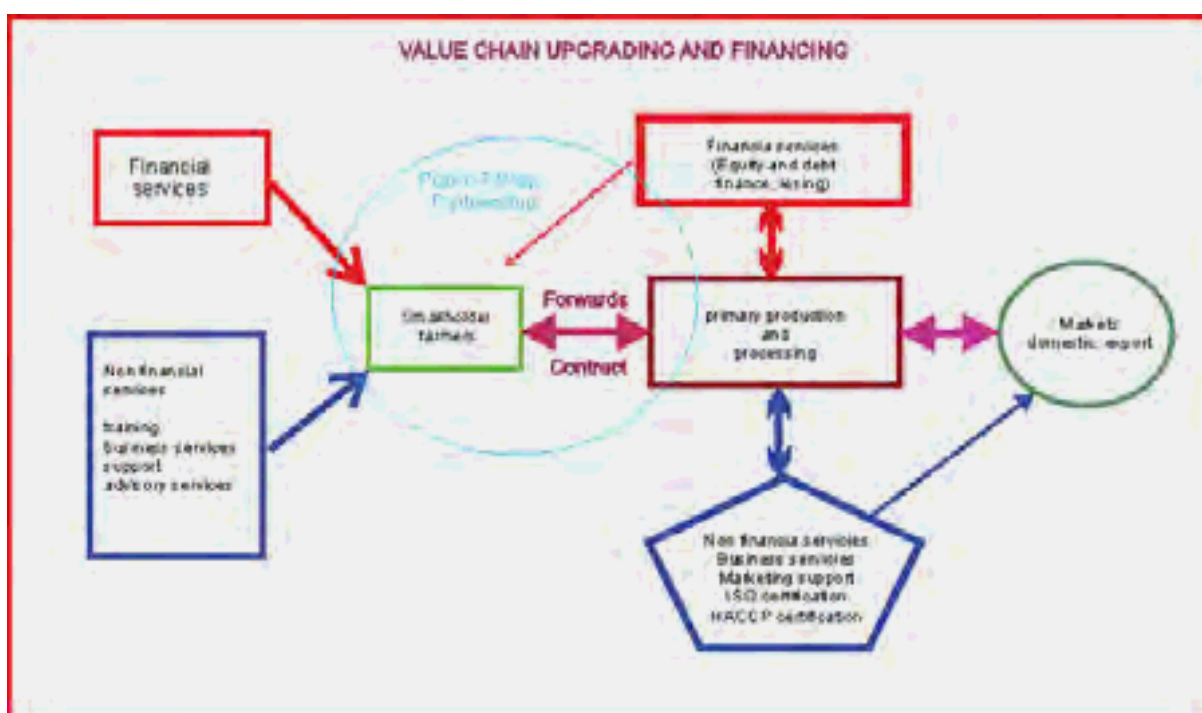 VALUE CHAIN UPGRADING AND FINANCING
Financial
services
Financial services
(Equity and debt
finance,
Smallholder
farmers
Forwards
Contract
primary production
and
processing
Markets
domestic, export
Non financial
services
training
business services
support
advisory services
Non financial services
Business services
Marketing support
ISO certification
HACCP certification